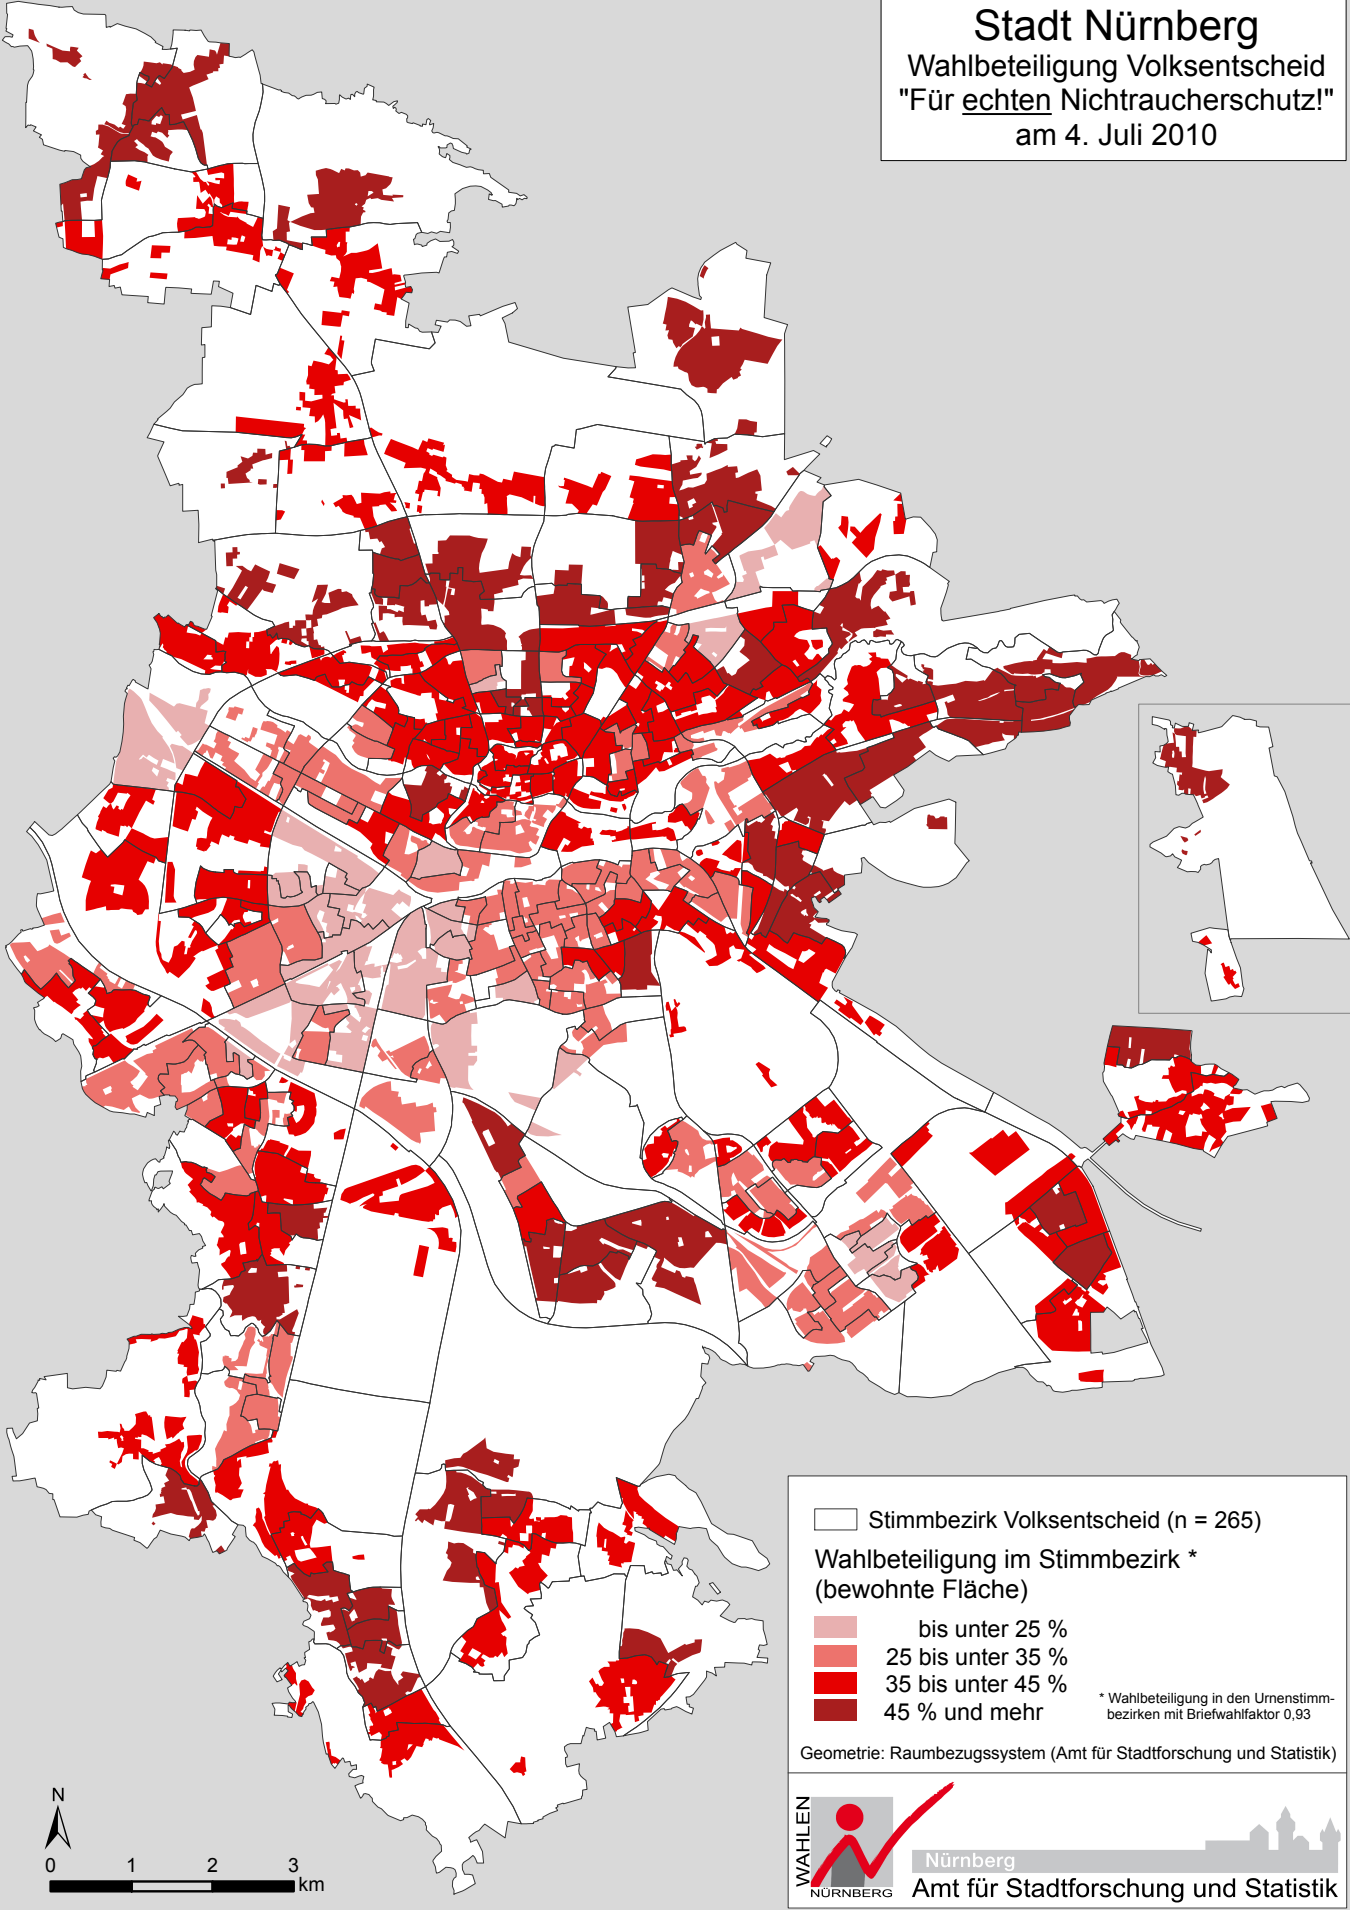 Stadt Nürnberg
Wahlbeteiligung Volksentscheid
"Für echten Nichtraucherschutz!"
am 4. Juli 2010
Stimmbezirk Volksentscheid (n = 265)
Wahlbeteiligung im Stimmbezirk *
(bewohnte Fläche)
bis unter 25 %
25 bis unter 35 %
35 bis unter 45 %
45 % und mehr
* Wahlbeteiligung in den Urnenstimm-
bezirken mit Briefwahlfaktor 0,93
Geometrie: Raumbezugssystem (Amt für Stadtforschung und Statistik)
N
0 1 2 3
km
WAHLEN
NÜRNBERG
Nürnberg
Amt für Stadtforschung und Statistik